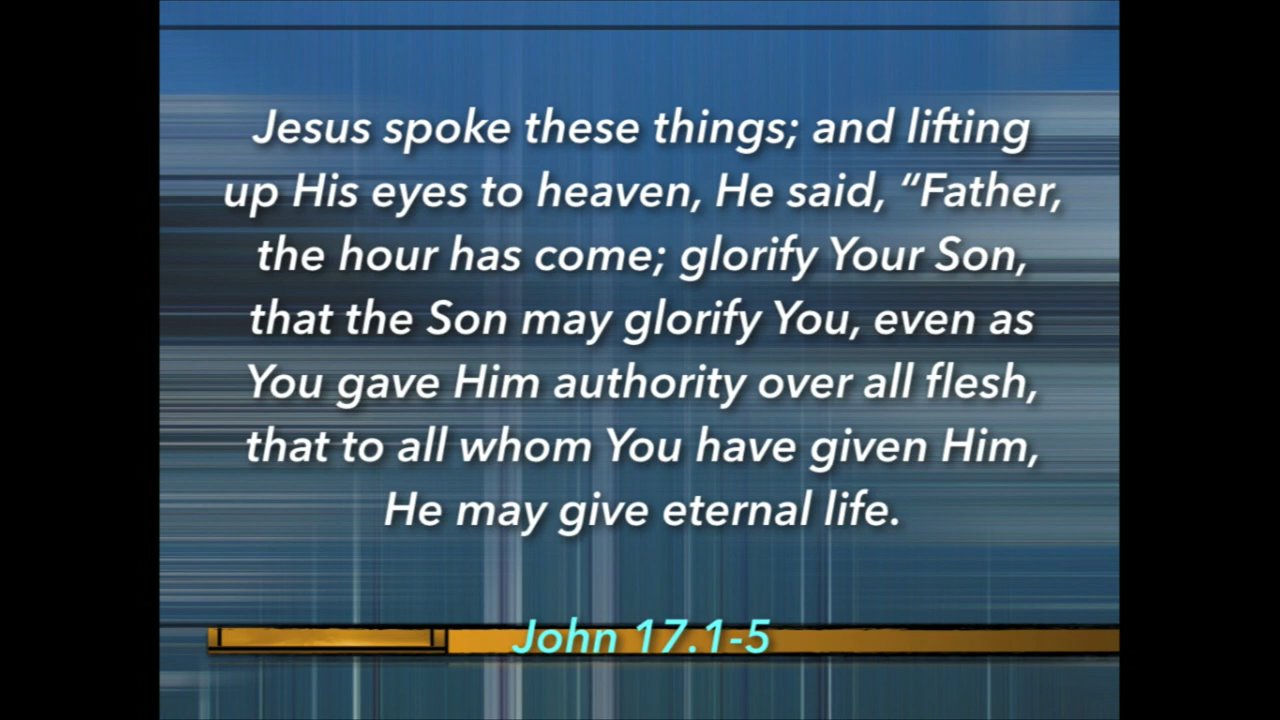 Jesus spoke these things; and lifting
up His eyes to heaven, He said, “Father,
the hour has come; glorify Your Son,
that the Son may glorify You, even as
You gave Him authority over all flesh,
that to all whom You have given Him,
He may give eternal life.
John 17.1-5